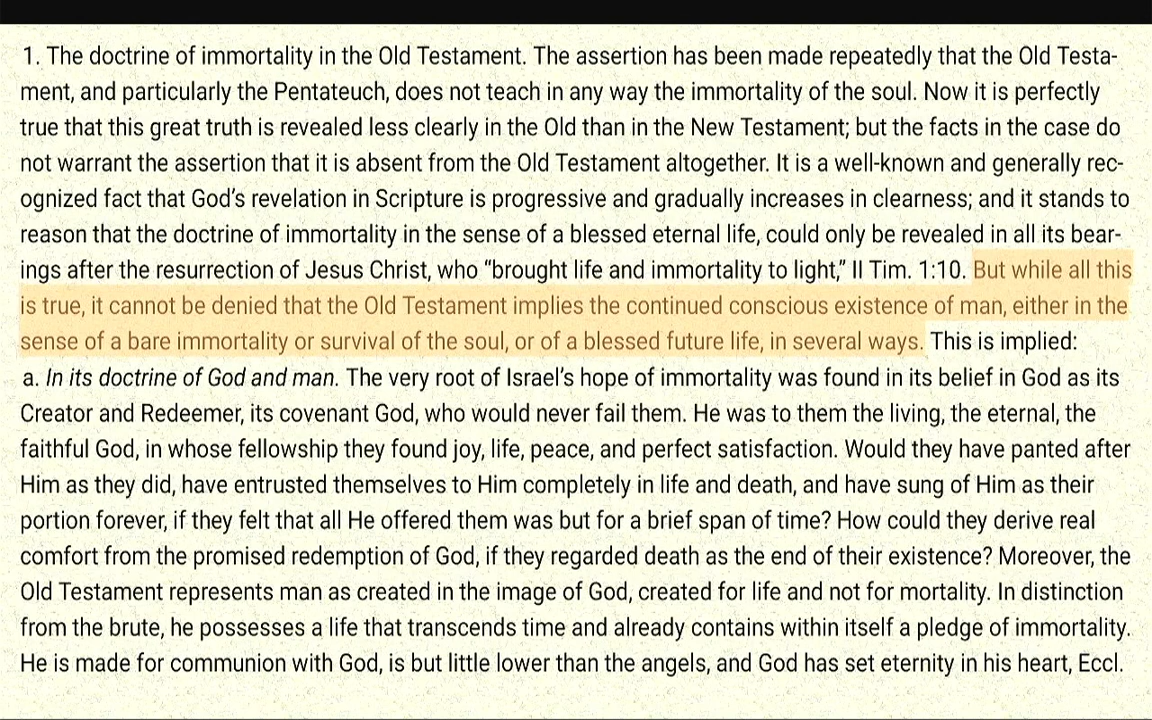 1. The doctrine of immortality in the Old Testament. The assertion has been made repeatedly that the Old Testa-
ment, and particularly the Pentateuch, does not teach in any way the immortality of the soul. Now it is perfectly
true that this great truth is revealed less clearly in the Old than in the New Testament; but the facts in the case do
not warrant the assertion that it is absent from the Old Testament altogether. It is a well-known and generally rec-
ognized fact that God’s revelation in Scripture is progressive and gradually increases in clearness; and it stands to
reason that the doctrine of immortality in the sense of a blessed eternal life, could only be revealed in all its bear-
ings after the resurrection of Jesus Christ, who “brought life and immortality to light,” II Tim. 1:10. But while all this
is true, it cannot be denied that the Old Testament implies the continued conscious existence of man, either in the
sense of a bare immortality or survival of the soul, or of a blessed future life, in several ways. This is implied:
a. In its doctrine of God and man. The very root of Israel’s hope of immortality was found in its belief in God as its
Creator and Redeemer, its covenant God, who would never fail them. He was to them the living, the eternal, the
faithful God, in whose fellowship they found joy, life, peace, and perfect satisfaction. Would they have panted after
Him as they did, have entrusted themselves to Him completely in life and death, and have sung of Him as their
portion forever, if they felt that all He offered them was but for a brief span of time? How could they derive real
comfort from the promised redemption of God, if they regarded death as the end of their existence? Moreover, the
Old Testament represents man as created in the image of God, created for life and not for mortality. In distinction
from the brute, he possesses a life that transcends time and already contains within itself a pledge of immortality.
He is made for communion with God, is but little lower than the angels, and God has set eternity in his heart, Eccl.